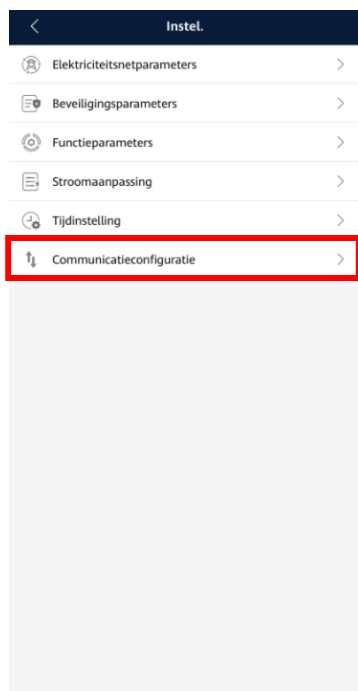 Instel.
Elektriciteitsnetparameters
Beveiligingsparameters
Functieparameters
Stroomaanpassing
Tijdinstelling
Communicatieconfiguratie